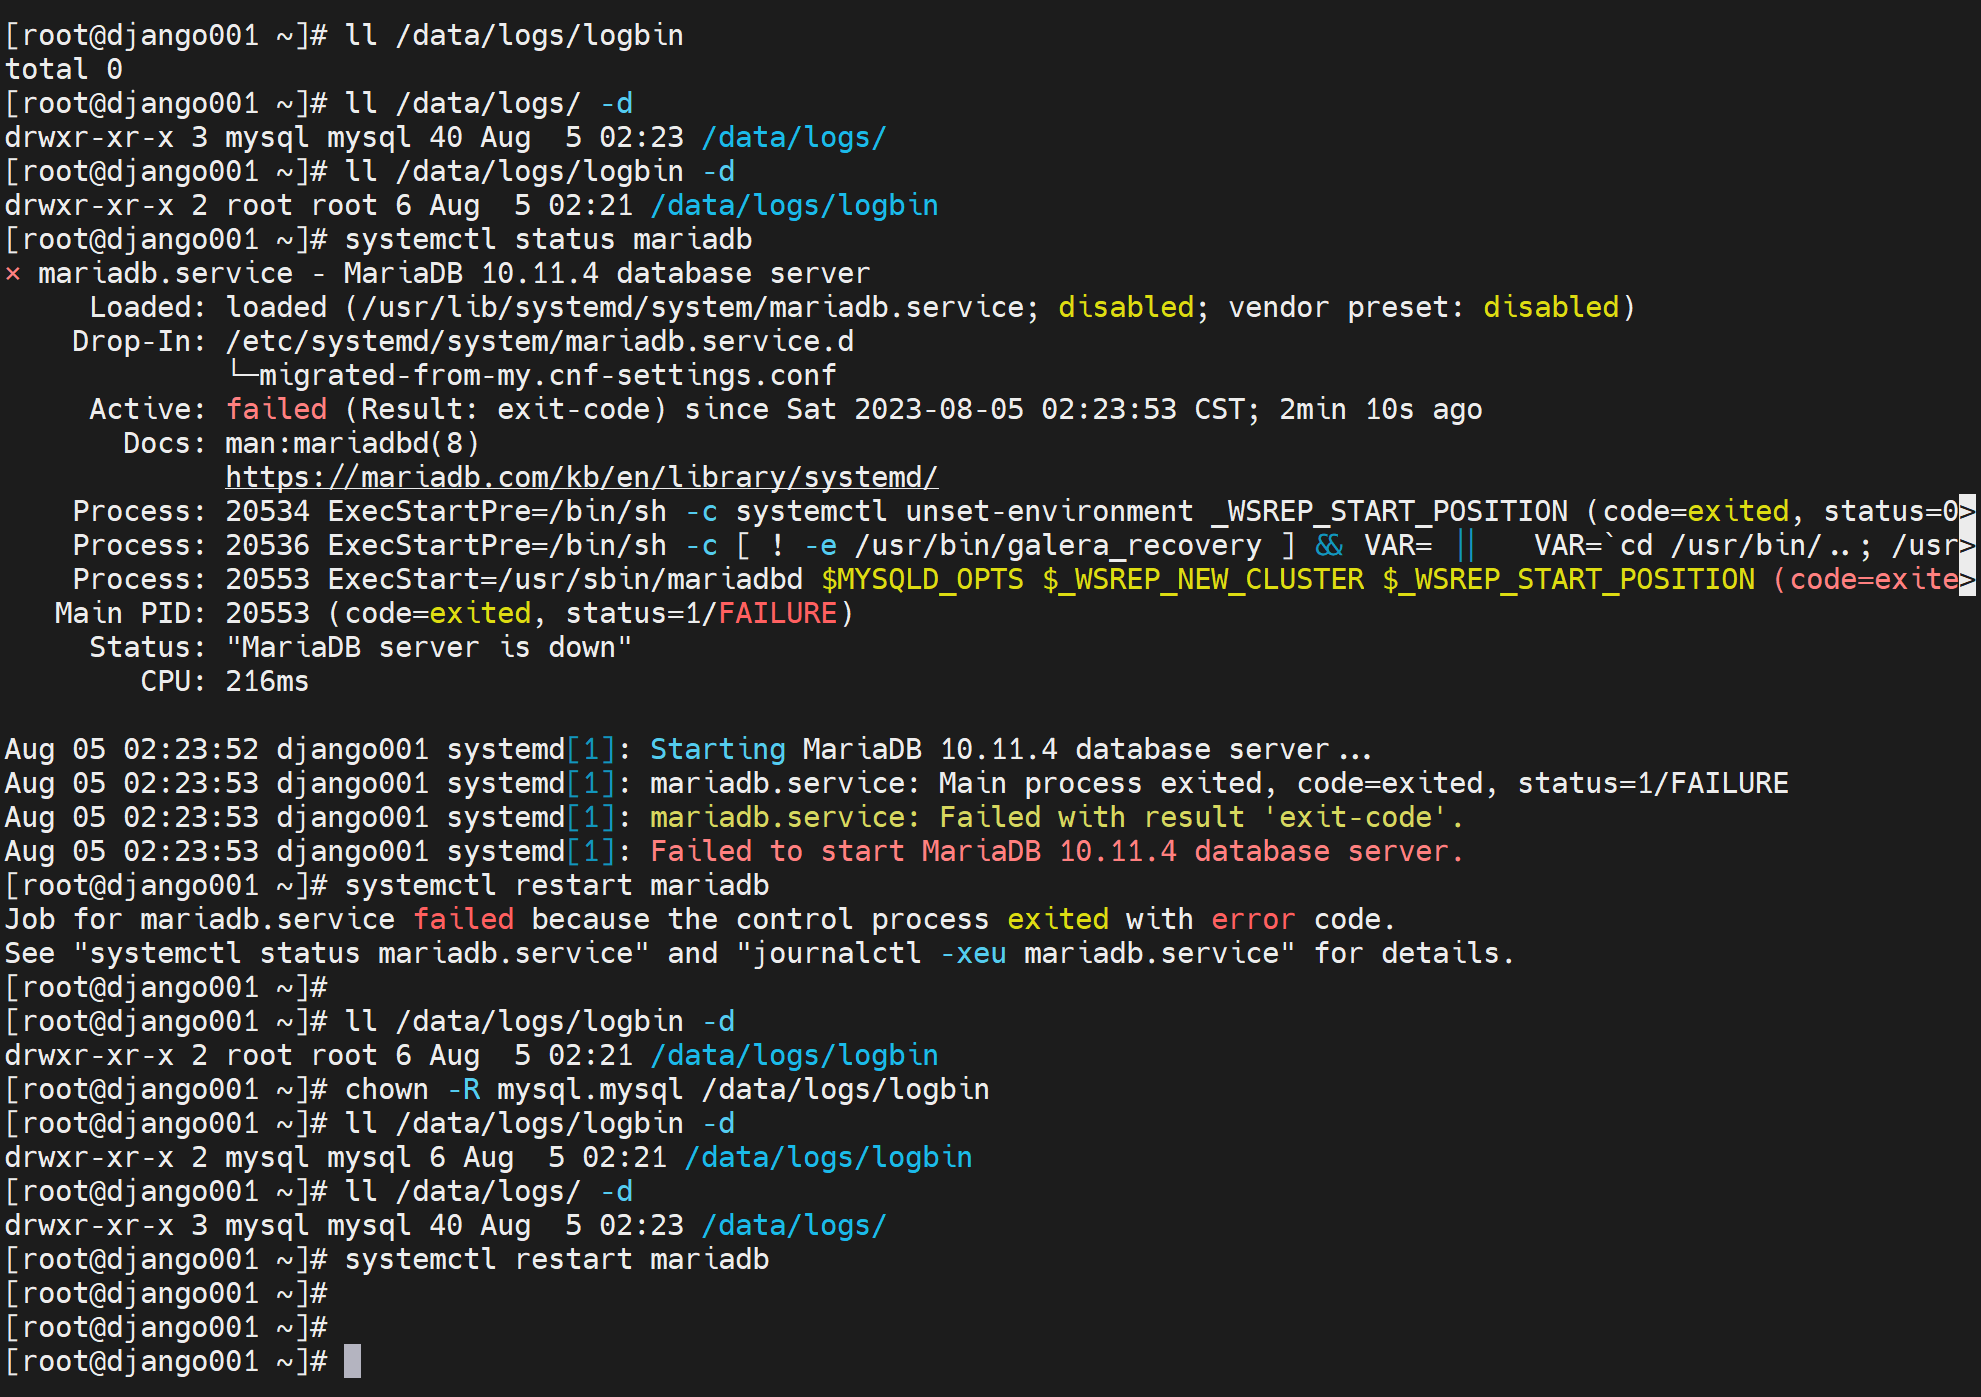 [root@django001 ~]# ll /data/logs/logbin
total 0
[root@django001 ~]# ll /data/logs/ -d
drwxr-xr-x 3 mysql mysql 40 Aug  5 02:23 /data/logs/
[root@django001 ~]# ll /data/logs/logbin -d
drwxr-xr-x 2 root root 6 Aug  5 02:21 /data/logs/logbin
[root@django001 ~]# systemctl status mariadb
× mariadb.service - MariaDB 10.11.4 database server
     Loaded: loaded (/usr/lib/systemd/system/mariadb.service; disabled; vendor preset: disabled)
    Drop-In: /etc/systemd/system/mariadb.service.d
             └─migrated-from-my.cnf-settings.conf
     Active: failed (Result: exit-code) since Sat 2023-08-05 02:23:53 CST; 2min 10s ago
       Docs: man:mariadbd(8)
             https://mariadb.com/kb/en/library/systemd/
    Process: 20534 ExecStartPre=/bin/sh -c systemctl unset-environment _WSREP_START_POSITION (code=exited, status=0>
    Process: 20536 ExecStartPre=/bin/sh -c [ ! -e /usr/bin/galera_recovery ] && VAR= ||   VAR=`cd /usr/bin/..; /usr>
    Process: 20553 ExecStart=/usr/sbin/mariadbd $MYSQLD_OPTS $_WSREP_NEW_CLUSTER $_WSREP_START_POSITION (code=exite>
   Main PID: 20553 (code=exited, status=1/FAILURE)
     Status: "MariaDB server is down"
        CPU: 216ms

Aug 05 02:23:52 django001 systemd[1]: Starting MariaDB 10.11.4 database server...
Aug 05 02:23:53 django001 systemd[1]: mariadb.service: Main process exited, code=exited, status=1/FAILURE
Aug 05 02:23:53 django001 systemd[1]: mariadb.service: Failed with result 'exit-code'.
Aug 05 02:23:53 django001 systemd[1]: Failed to start MariaDB 10.11.4 database server.
[root@django001 ~]# systemctl restart mariadb
Job for mariadb.service failed because the control process exited with error code.
See "systemctl status mariadb.service" and "journalctl -xeu mariadb.service" for details.
[root@django001 ~]#
[root@django001 ~]# ll /data/logs/logbin -d
drwxr-xr-x 2 root root 6 Aug  5 02:21 /data/logs/logbin
[root@django001 ~]# chown -R mysql.mysql /data/logs/logbin
[root@django001 ~]# ll /data/logs/logbin -d
drwxr-xr-x 2 mysql mysql 6 Aug  5 02:21 /data/logs/logbin
[root@django001 ~]# ll /data/logs/ -d
drwxr-xr-x 3 mysql mysql 40 Aug  5 02:23 /data/logs/
[root@django001 ~]# systemctl restart mariadb
[root@django001 ~]#
[root@django001 ~]#
[root@django001 ~]#